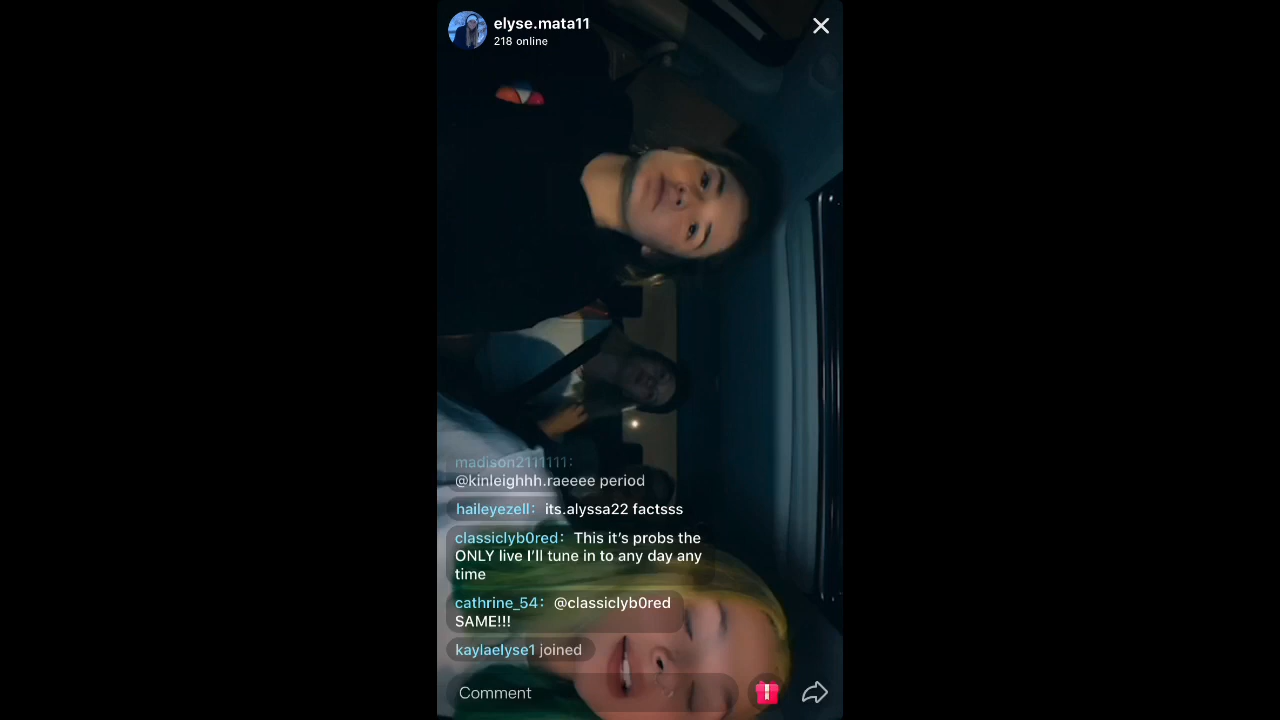 elyse.mata11
218 online
madison2111111:
@kinleighhh.raeeee period
haileyezell: its.alyssa22 factsss
classiclyb0red: This it's probs the
ONLY live I'll tune in to any day any
time
cathrine_54: @classiclyb0red
SAME!!!
kaylaelyse1 joined
Comment